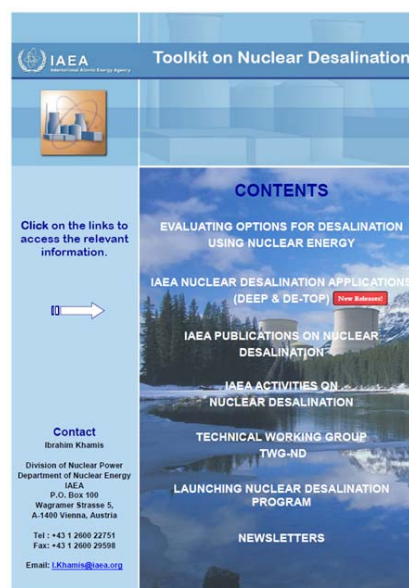 IAEA
International Atomic Energy Agency
Toolkit on Nuclear Desalination
Click on the links to
access the relevant
information.
Contact
Ibrahim Khamis
Division of Nuclear Power
Department of Nuclear Energy
IAEA
P.O. Box 100
Wagramer Strasse 5,
A-1400 Vienna, Austria
Tel : +43 1 2600 22751
Fax: +43 1 2600 29598
Email: I.Khamis@iaea.org
CONTENTS
EVALUATING OPTIONS FOR DESALINATION
USING NUCLEAR ENERGY
IAEA NUCLEAR DESALINATION APPLICATIONS
(DEEP & DE-TOP) New Releases!
IAEA PUBLICATIONS ON NUCLEAR
DESALINATION
IAEA ACTIVITIES ON
NUCLEAR DESALINATION
TECHNICAL WORKING GROUP
TWG-ND
LAUNCHING NUCLEAR DESALINATION
PROGRAM
NEWSLETTERS